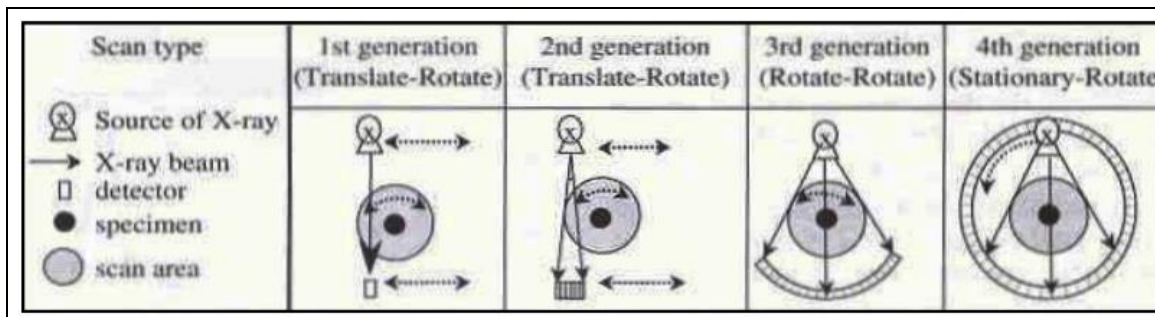 Scan type
Source of X-ray
X-ray beam
detector
specimen
scan area
1st generation
(Translate-Rotate)
2nd generation
(Translate-Rotate)
3rd generation
(Rotate-Rotate)
4th generation
(Stationary-Rotate
x
x
x
x
x